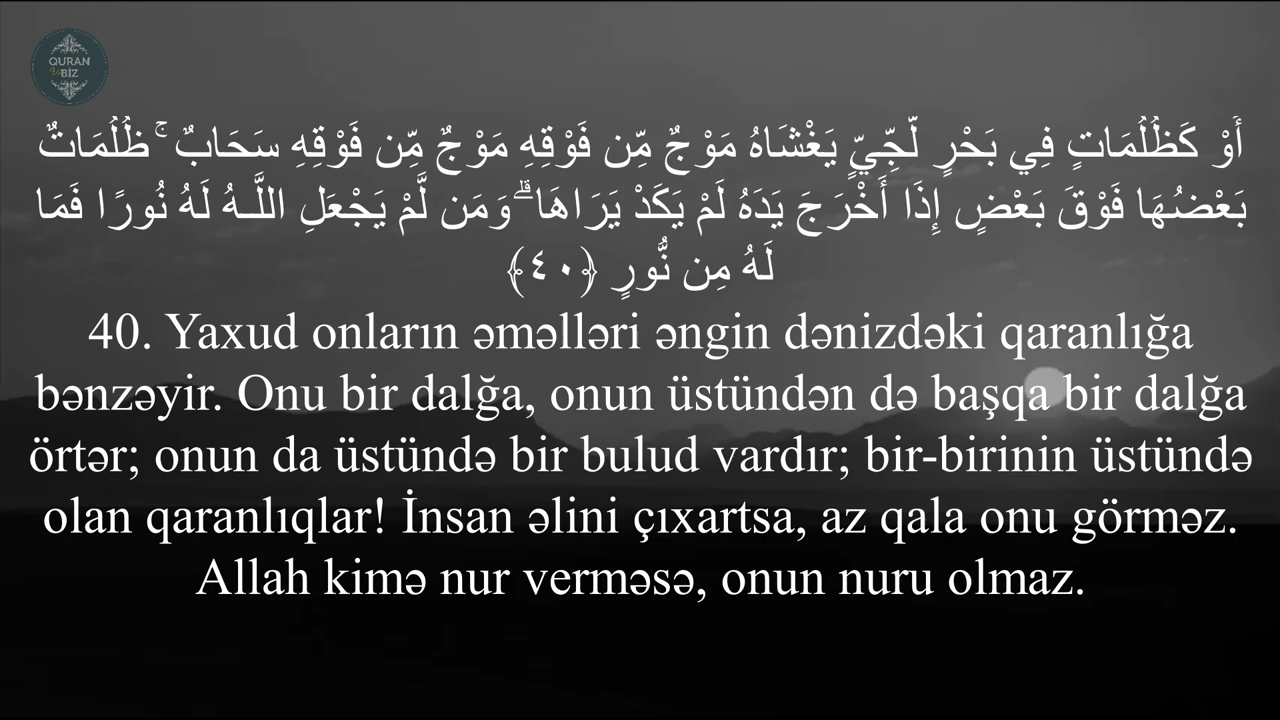 QURAN
Və
BİZ
أَوْ كَظُلُمَاتٍ فِي بَحْرٍ لُّجِّيٍّ يَغْشَاهُ مَوْجٌ مِّن فَوْقِهِ مَوْجٌ مِّن فَوْقِهِ سَحَابٌ ۚ ظُلُمَاتٌ
بَعْضُهَا فَوْقَ بَعْضٍ إِذَا أَخْرَجَ يَدَهُ لَمْ يَكَدْ يَرَاهَا ۗ وَمَن لَّمْ يَجْعَلِ اللَّـهُ لَهُ نُورًا فَمَا
لَهُ مِن نُّورٍ ﴿٤٠﴾
40. Yaxud onların əməlləri əngin dənizdəki qaranlığa
bənzəyir. Onu bir dalğa, onun üstündən də başqa bir dalğa
örtər; onun da üstündə bir bulud vardır; bir-birinin üstündə
olan qaranlıqlar! İnsan əlini çıxartsa, az qala onu görməz.
Allah kimə nur verməsə, onun nuru olmaz.